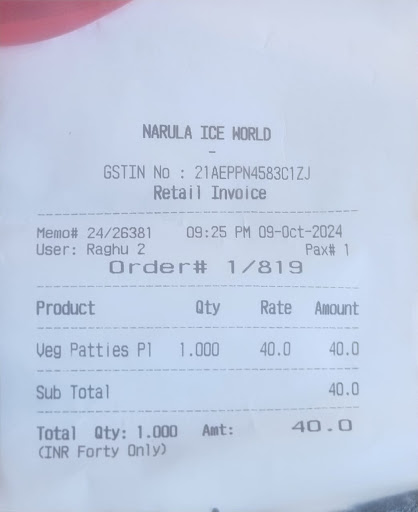 NARULA ICE WORLD
-
GSTIN No : 21AEPPN4583C1ZJ
Retail Invoice
Memo# 24/26381 09:25 PM 09-Oct-2024
User: Raghu 2 Pax# 1
Order# 1/819
Product Qty Rate Amount
Veg Patties P1 1.000 40.0 40.0
Sub Total 40.0
Total Qty: 1.000 Amt: 40.0
(INR Forty Only)